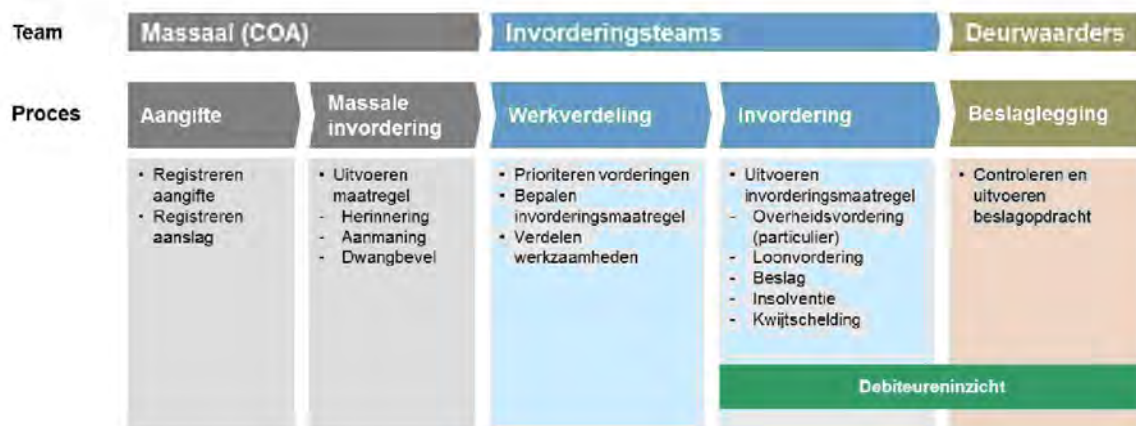 Team
Massaal (COA)
Invorderingsteams
Deurwaarders
Proces
Aangifte
Massale
invordering
Werkverdeling
Invordering
Beslaglegging
• Registreren
aangifte
• Registreren
aanslag
• Uitvoeren
maatregel
- Herinnering
- Aanmaning
- Dwangbevel
• Prioriteren vorderingen
• Bepalen
invorderingsmaatregel
• Verdelen
werkzaamheden
• Uitvoeren
invorderingsmaatregel
- Overheidsvordering
(particulier)
- Loonvordering
- Beslag
- Insolventie
- Kwijtschelding
• Controleren en
uitvoeren
beslagopdracht
Debiteureninzicht